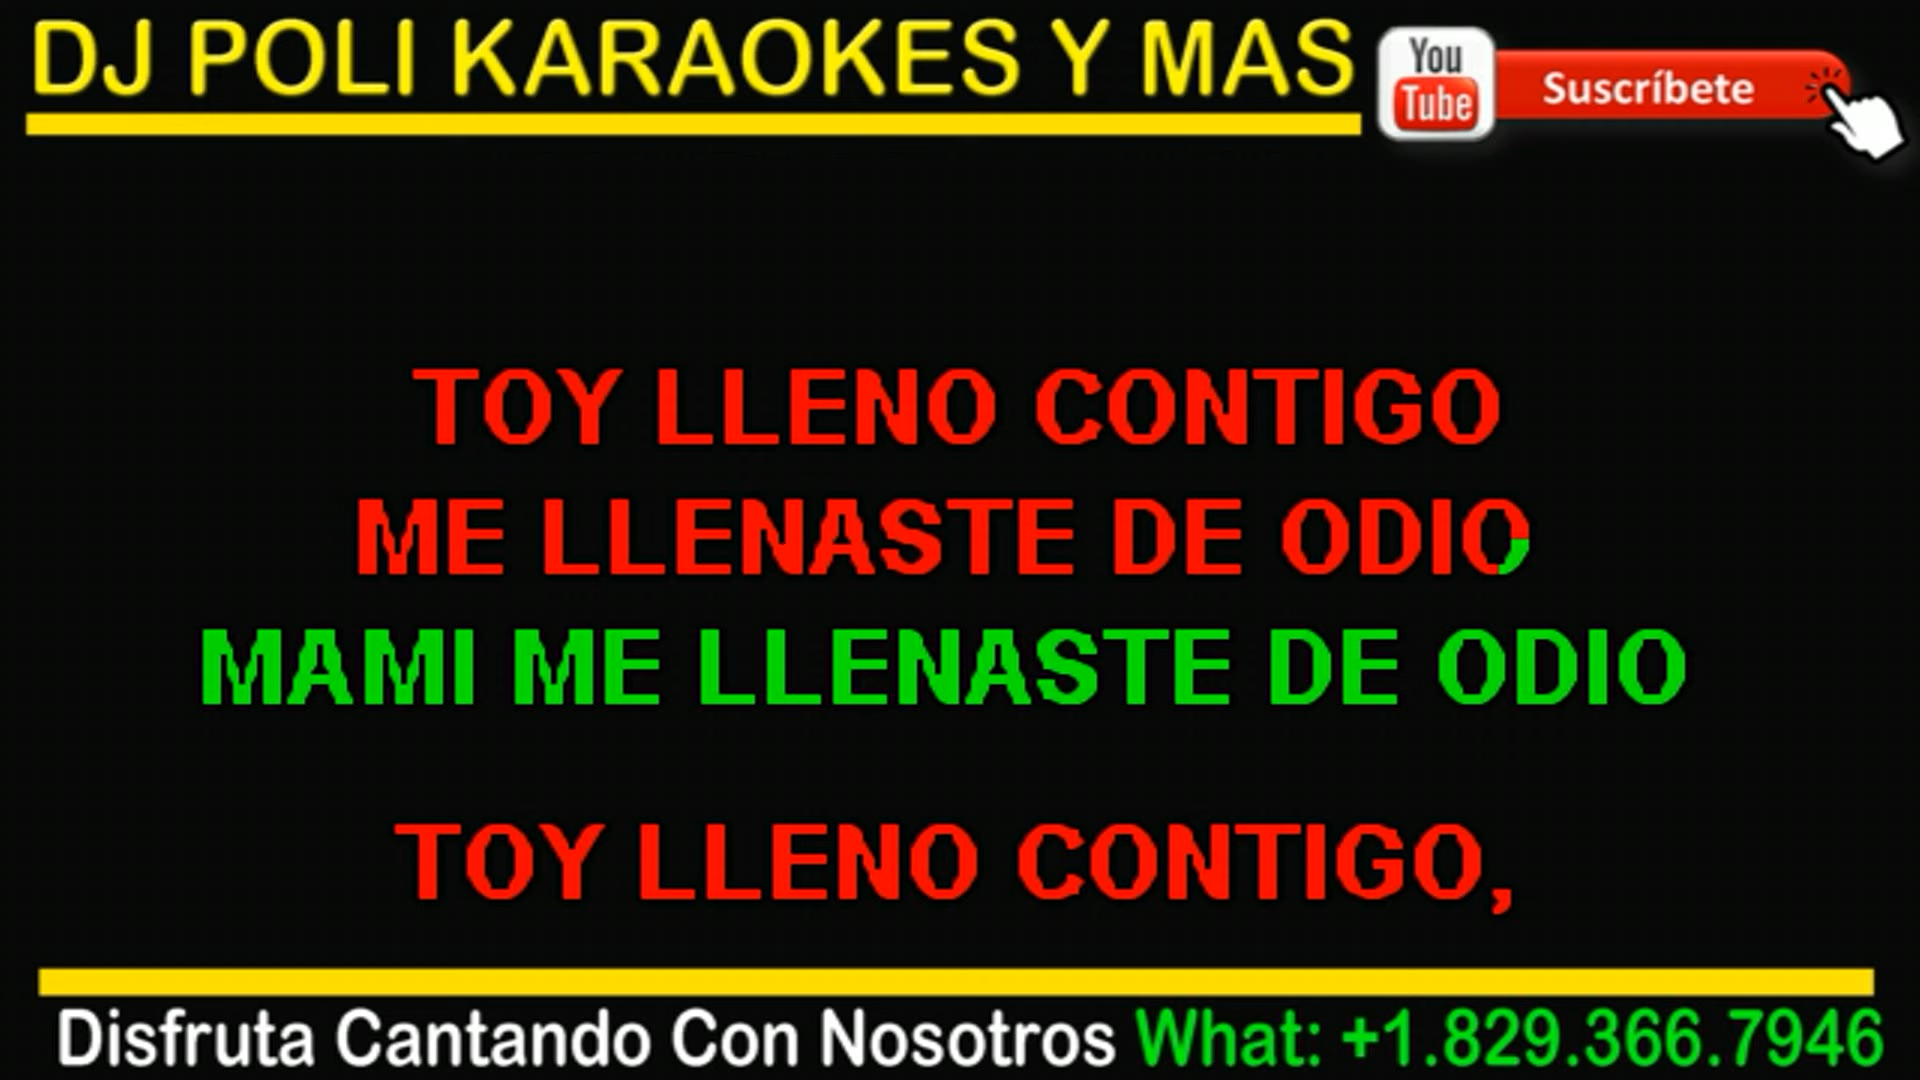 DJ POLI KARAOKES Y MAS
You Tube
Suscríbete
TOY LLENO CONTIGO
ME LLENASTE DE ODIO
MAMI ME LLENASTE DE ODIO
TOY LLENO CONTIGO,
Disfruta Cantando Con Nosotros What: +1.829.366.7946